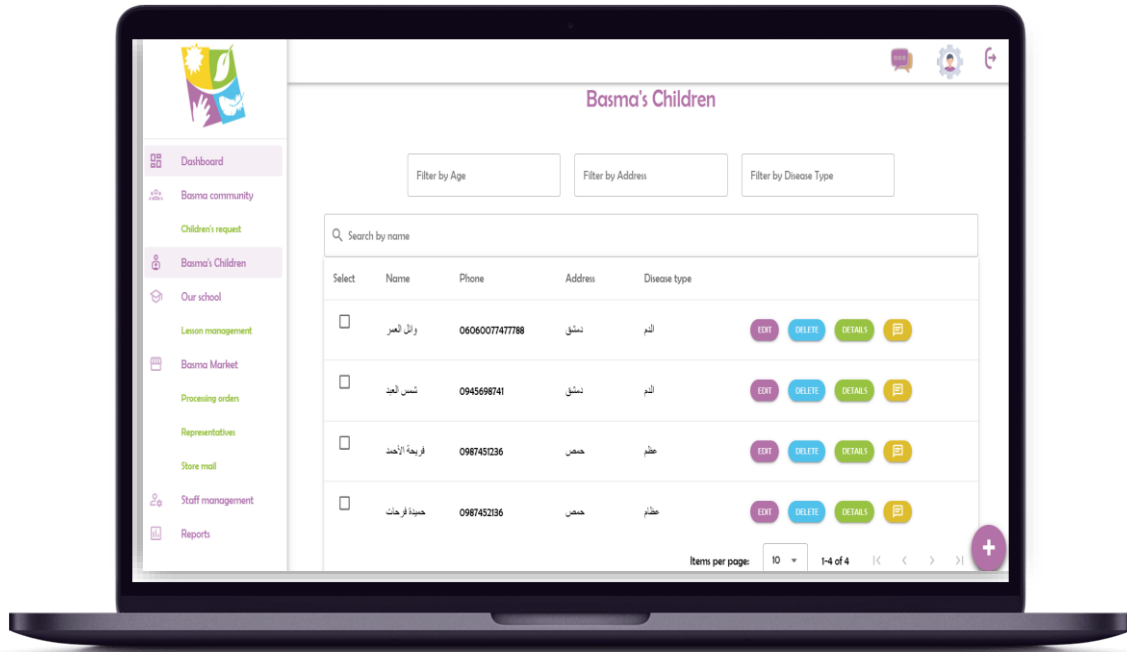 Basma's Children
Dashboard
Basma community
Children's request
Basma's Children
Our school
Lesson management
Basma Market
Processing orders
Representatives
Store mail
Staff management
Reports
Filter by Age
Filter by Address
Filter by Disease Type
Search by name
Select Name Phone Address Disease type
وائل العمر 06060077477788 دمشق الدم EDIT DELETE DETAILS
شمس العبد 0945698741 دمشق الدم EDIT DELETE DETAILS
فريحة الأحمد 0987451236 حمص عظم EDIT DELETE DETAILS
حميدة فرحات 0987452136 حمص عظام EDIT DELETE DETAILS
Items per page: 10 1-4 of 4